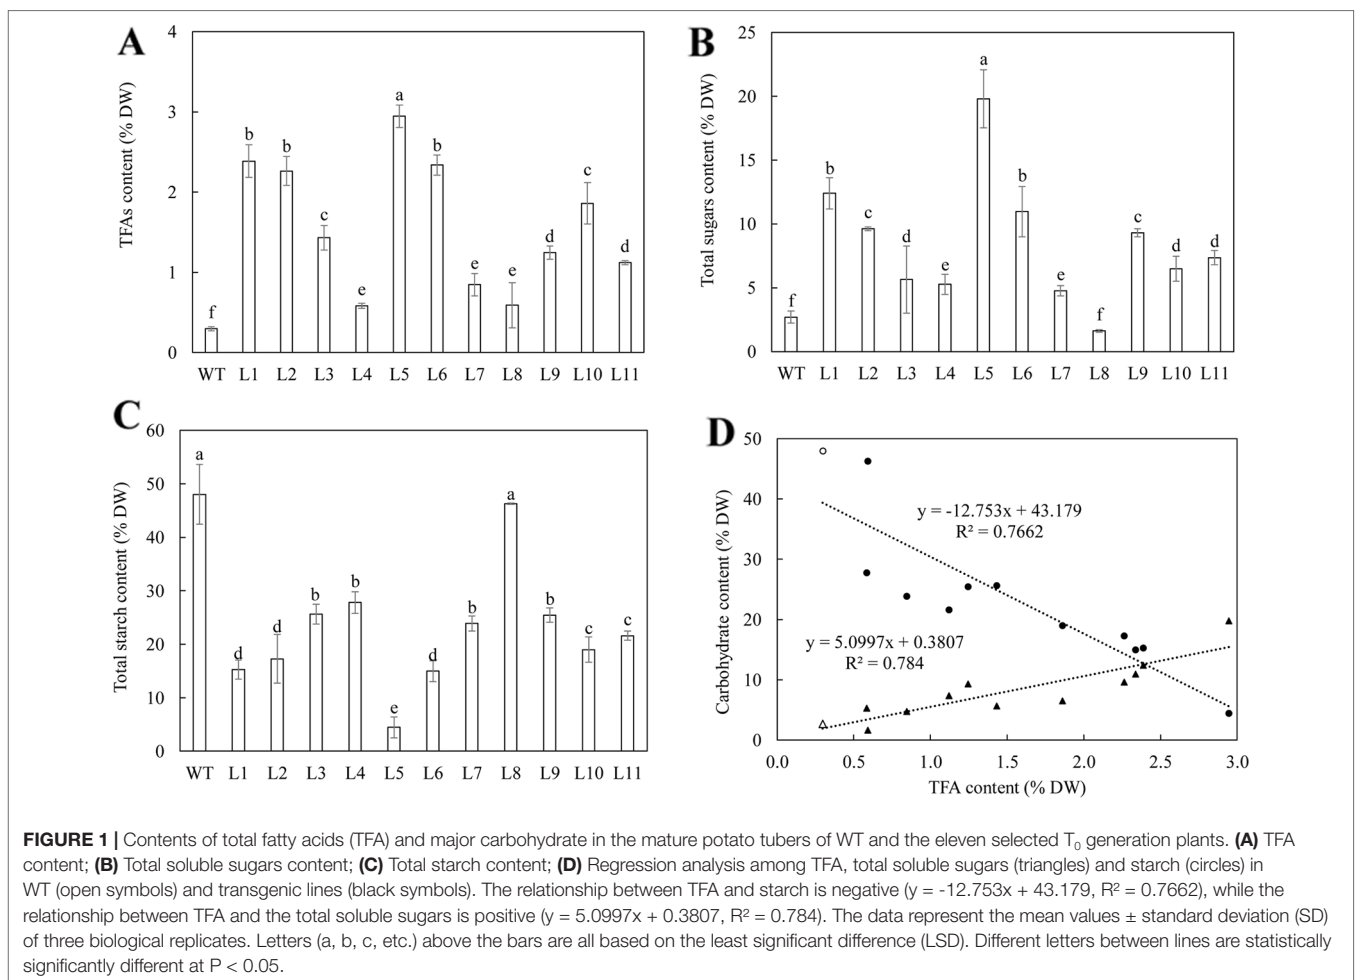 A
TFAs content (% DW)
4
3
2
1
0
f
b
b
c
e
a
b
e
e
d
c
d
WT L1 L2 L3 L4 L5 L6 L7 L8 L9 L10 L11
B
Total sugars content (% DW)
25
20
15
10
5
0
f
b
c
d
e
a
b
e
f
c
d
d
WT L1 L2 L3 L4 L5 L6 L7 L8 L9 L10 L11
C
Total starch content (% DW)
60
50
40
30
20
10
0
a
d
d
b
b
e
d
b
a
b
c
c
WT L1 L2 L3 L4 L5 L6 L7 L8 L9 L10 L11
D
Carbohydrate content (% DW)
50
40
30
20
10
0
y = -12.753x + 43.179
R² = 0.7662
y = 5.0997x + 0.3807
R² = 0.784
0.0 0.5 1.0 1.5 2.0 2.5 3.0
TFA content (% DW)
FIGURE 1 | Contents of total fatty acids (TFA) and major carbohydrate in the mature potato tubers of WT and the eleven selected T₀ generation plants. (A) TFA
content; (B) Total soluble sugars content; (C) Total starch content; (D) Regression analysis among TFA, total soluble sugars (triangles) and starch (circles) in
WT (open symbols) and transgenic lines (black symbols). The relationship between TFA and starch is negative (y = -12.753x + 43.179, R² = 0.7662), while the
relationship between TFA and the total soluble sugars is positive (y = 5.0997x + 0.3807, R² = 0.784). The data represent the mean values ± standard deviation (SD)
of three biological replicates. Letters (a, b, c, etc.) above the bars are all based on the least significant difference (LSD). Different letters between lines are statistically
significantly different at P < 0.05.